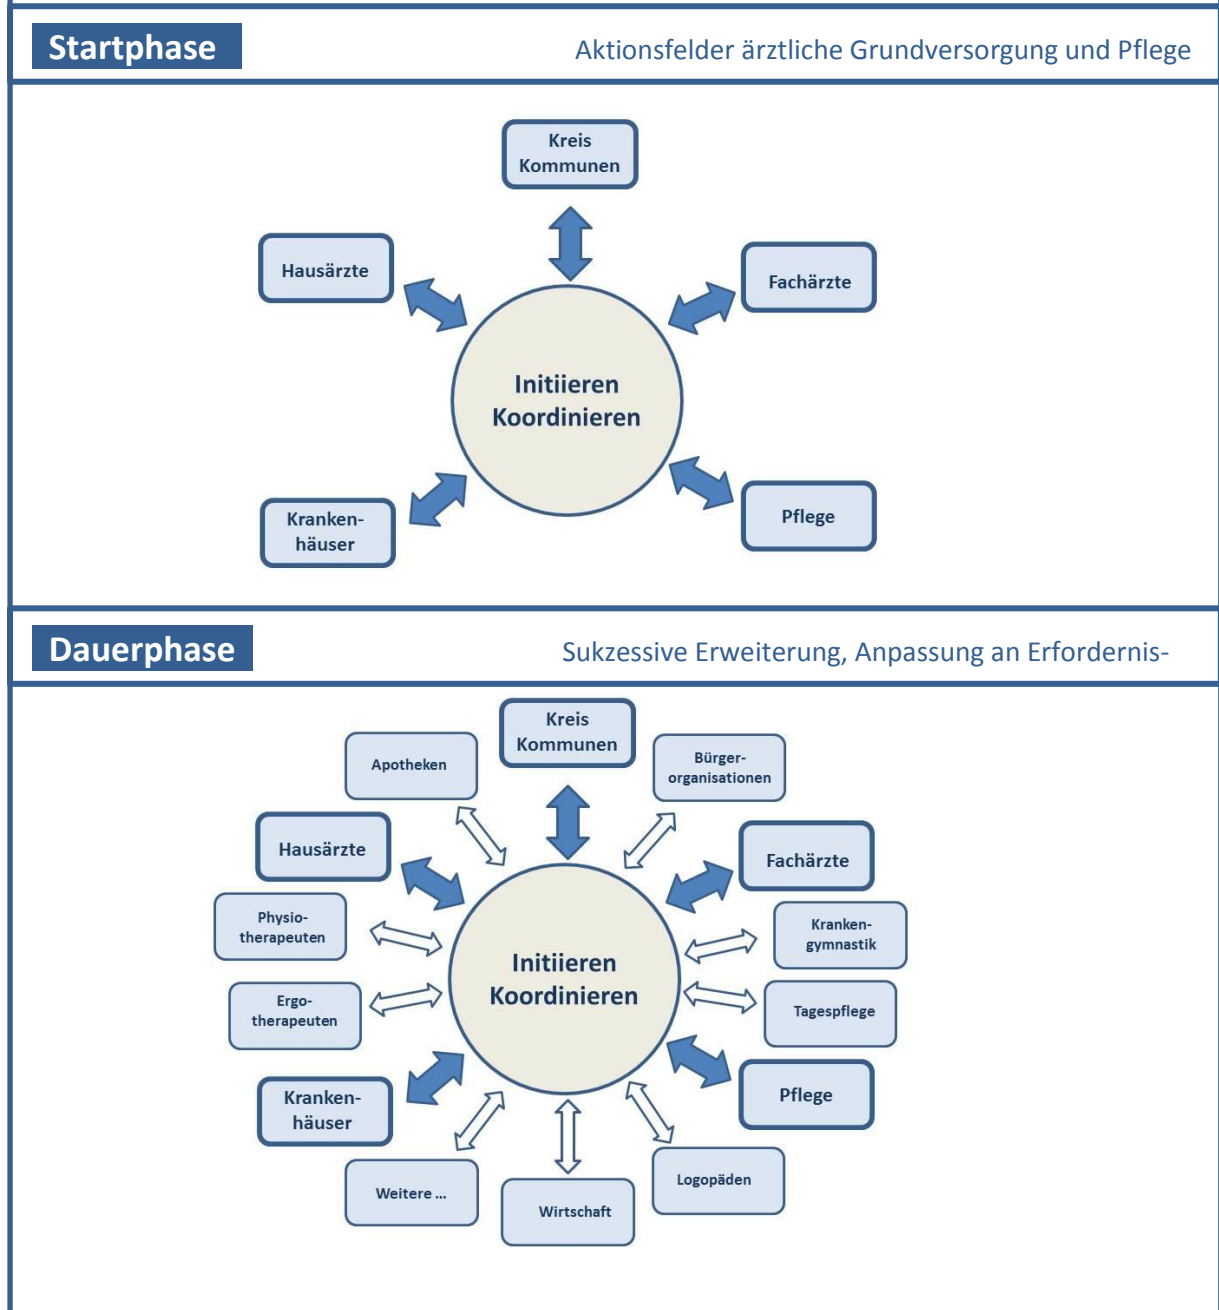 Startphase
Aktionsfelder ärztliche Grundversorgung und Pflege
Kreis
Kommunen
Hausärzte
Fachärzte
Initiieren
Koordinieren
Kranken-
häuser
Pflege
Dauerphase
Sukzessive Erweiterung, Anpassung an Erfordernis-
Kreis
Kommunen
Apotheken
Bürger-
organisationen
Hausärzte
Fachärzte
Physio-
therapeuten
Kranken-
gymnastik
Initiieren
Koordinieren
Ergo-
therapeuten
Tagespflege
Kranken-
häuser
Pflege
Weitere ...
Wirtschaft
Logopäden